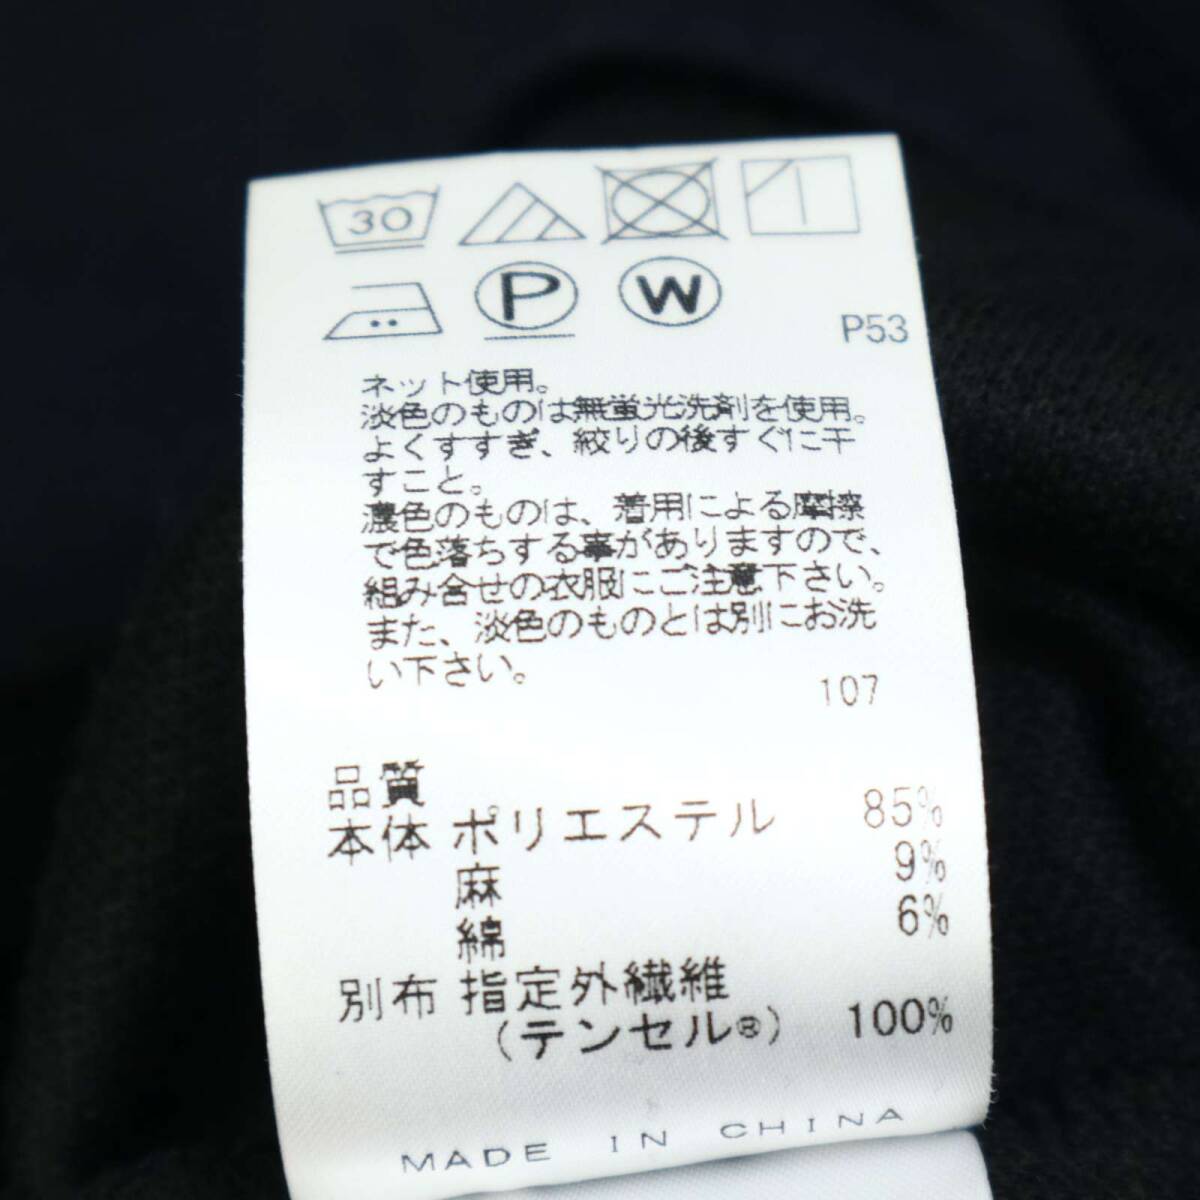 30
P W
P53
ネット使用。
淡色のものは無蛍光洗剤を使用。
よくすすぎ、絞りの後すぐに干
すこと。
濃色のものは、着用による摩擦
で色落ちする事がありますので、
組み合せの衣服にご注意下さい。
また、淡色のものとは別にお洗
い下さい。
107
品質
本体 ポリエステル 85%
麻 9%
綿 6%
別布 指定外繊維
(テンセル®) 100%
MADE IN CHINA